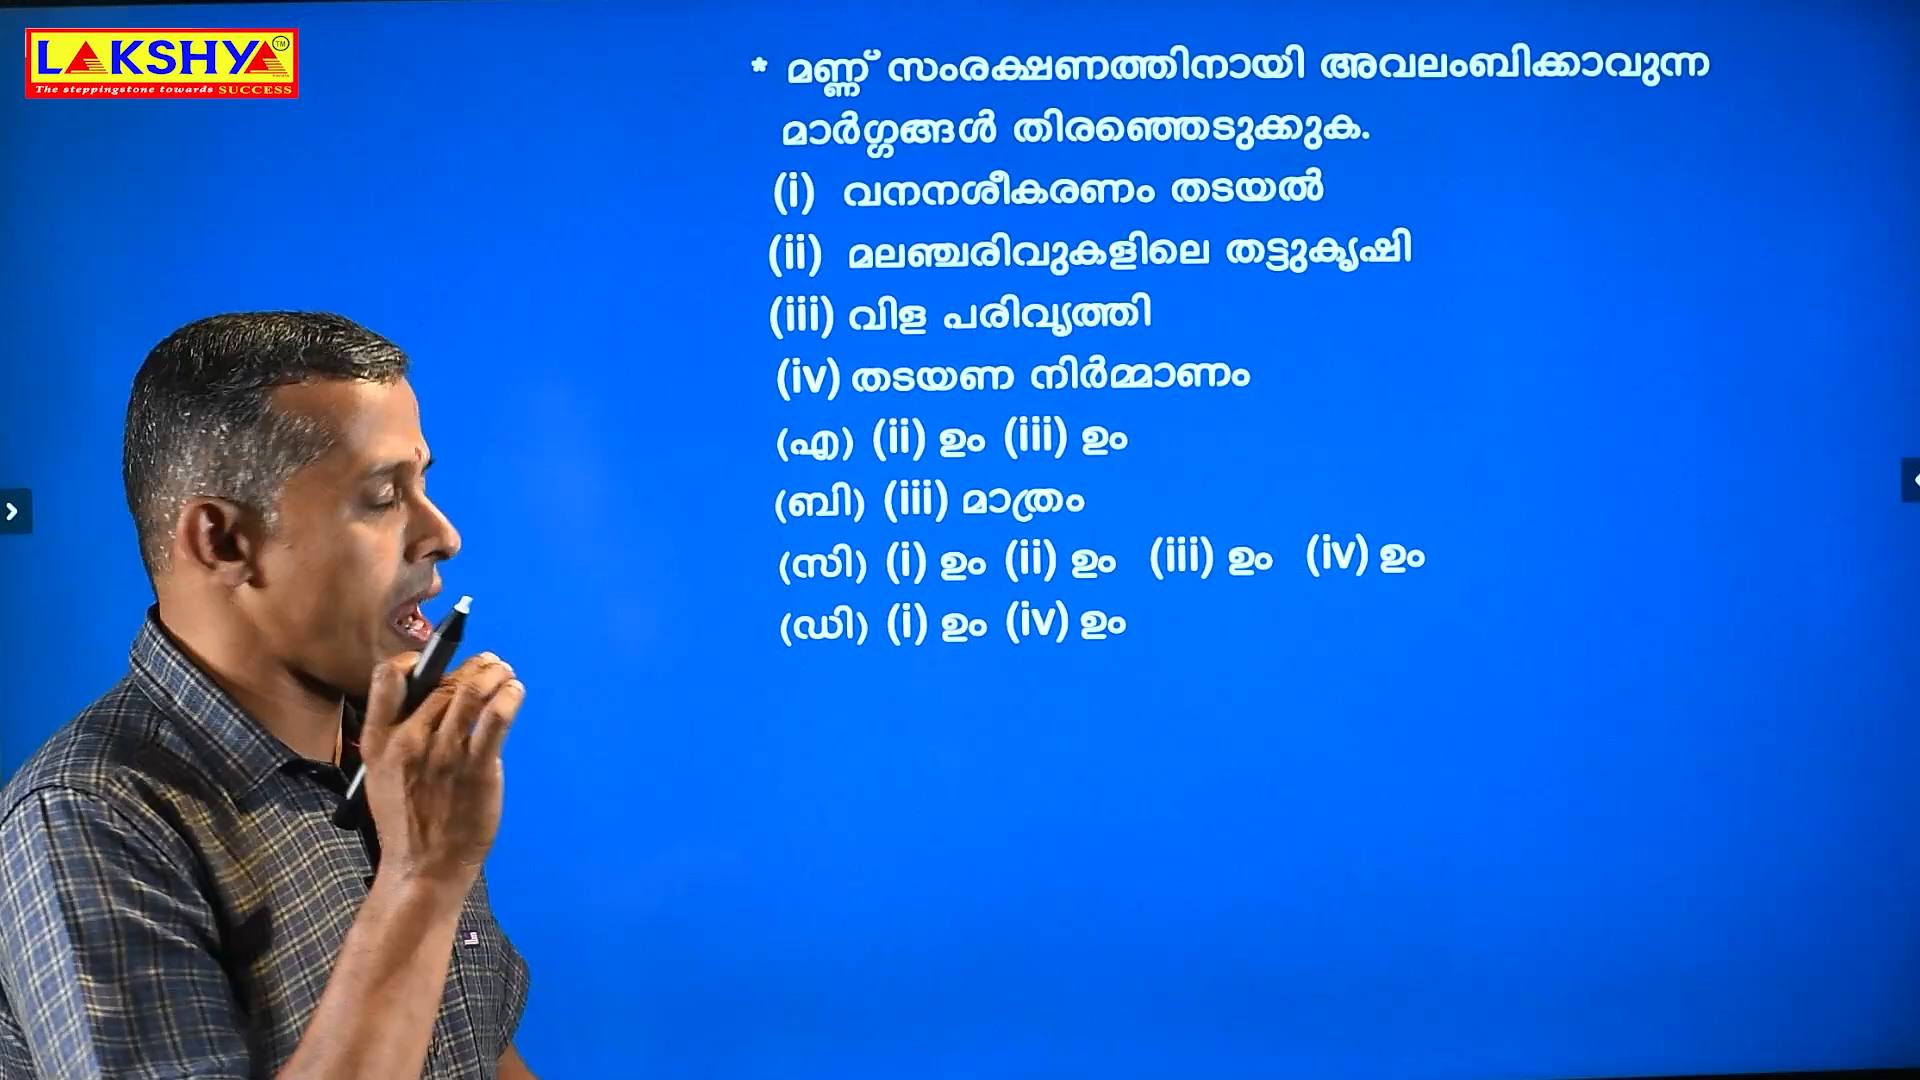 LAKSHYA TM
The steppingstone towards SUCCESS
* മണ്ണ് സംരക്ഷണത്തിനായി അവലംബിക്കാവുന്ന
മാർഗ്ഗങ്ങൾ തിരഞ്ഞെടുക്കുക.
(i) വനനശീകരണം തടയൽ
(ii) മലഞ്ചരിവുകളിലെ തട്ടുകൃഷി
(iii) വിള പരിവൃത്തി
(iv) തടയണ നിർമ്മാണം
(എ) (ii) ഉം (iii) ഉം
(ബി) (iii) മാത്രം
(സി) (i) ഉം (ii) ഉം (iii) ഉം (iv) ഉം
(ഡി) (i) ഉം (iv) ഉം